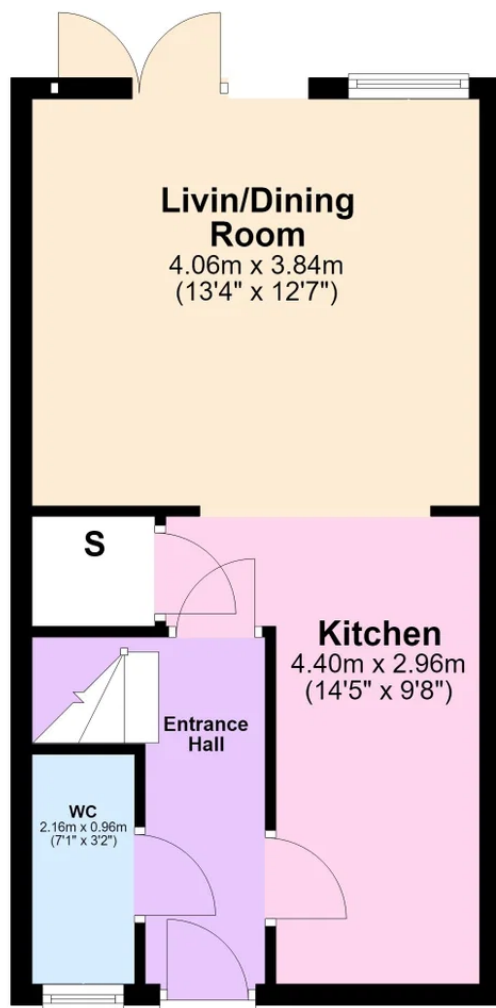 Livin/Dining
Room
4.06m x 3.84m
(13'4" x 12'7")
S
Kitchen
4.40m x 2.96m
(14'5" x 9'8")
Entrance
Hall
WC
2.16m x 0.96m
(7'1" x 3'2")